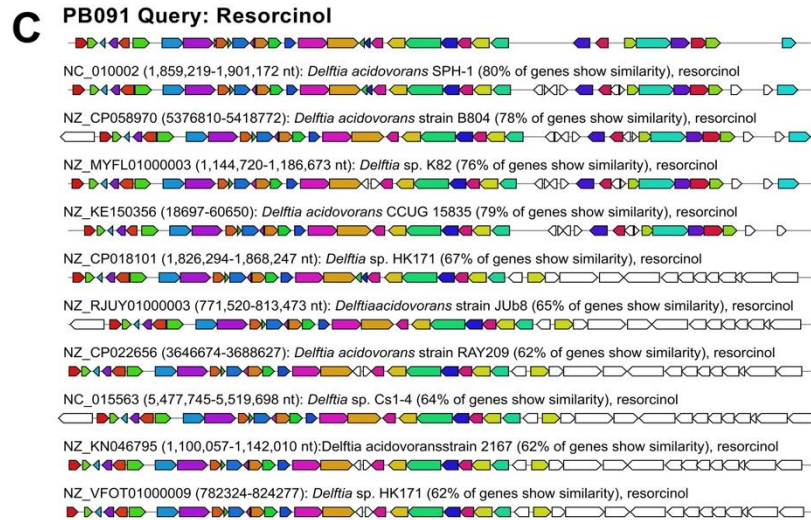 C
PB091 Query: Resorcinol
NC_010002 (1,859,219-1,901,172 nt): Delftia acidovorans SPH-1 (80% of genes show similarity), resorcinol
NZ_CP058970 (5376810-5418772): Delftia acidovorans strain B804 (78% of genes show similarity), resorcinol
NZ_MYFL01000003 (1,144,720-1,186,673 nt): Delftia sp. K82 (76% of genes show similarity), resorcinol
NZ_KE150356 (18697-60650): Delftia acidovorans CCUG 15835 (79% of genes show similarity), resorcinol
NZ_CP018101 (1,826,294-1,868,247 nt): Delftia sp. HK171 (67% of genes show similarity), resorcinol
NZ_RJUY01000003 (771,520-813,473 nt): Delftiaacidovorans strain JUb8 (65% of genes show similarity), resorcinol
NZ_CP022656 (3646674-3688627): Delftia acidovorans strain RAY209 (62% of genes show similarity), resorcinol
NC_015563 (5,477,745-5,519,698 nt): Delftia sp. Cs1-4 (64% of genes show similarity), resorcinol
NZ_KN046795 (1,100,057-1,142,010 nt):Delftia acidovoransstrain 2167 (62% of genes show similarity), resorcinol
NZ_VFOT01000009 (782324-824277): Delftia sp. HK171 (62% of genes show similarity), resorcinol